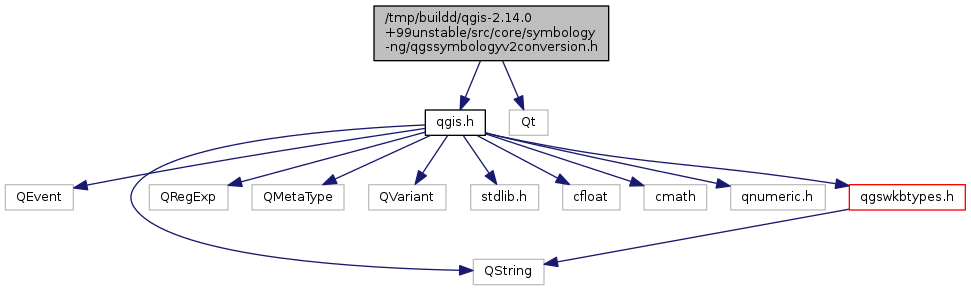 /tmp/buildd/qgis-2.14.0
+99unstable/src/core/symbology
-ng/qgssymbologyv2conversion.h
qgis.h
Qt
QEvent
QRegExp
QMetaType
QVariant
stdlib.h
cfloat
cmath
qnumeric.h
qgswkbtypes.h
QString